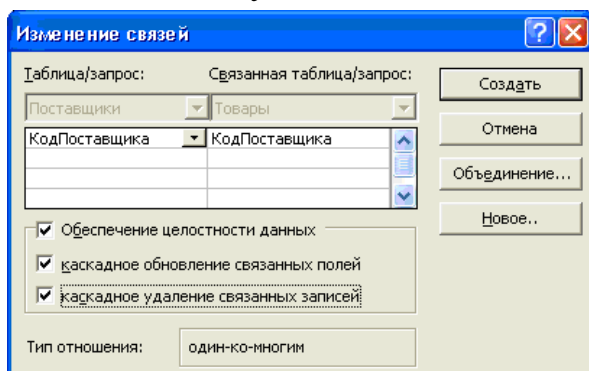 Изменение связей
Таблица/запрос: Связанная таблица/запрос:
Создать
Поставщики Товары
КодПоставщика КодПоставщика
Отмена
Объединение...
Новое..
Обеспечение целостности данных
каскадное обновление связанных полей
каскадное удаление связанных записей
Тип отношения: один-ко-многим